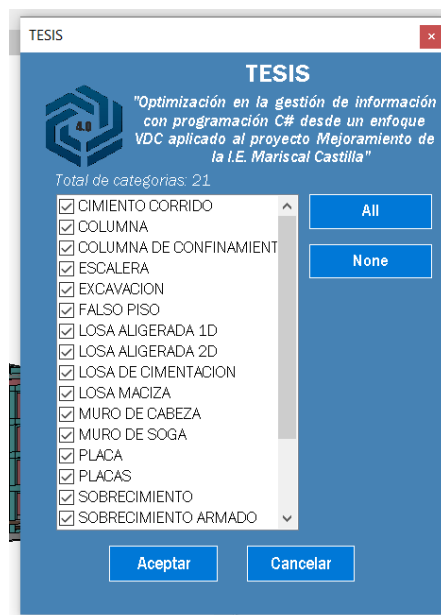 TESIS
TESIS
"Optimización en la gestión de información
con programación C# desde un enfoque
VDC aplicado al proyecto Mejoramiento de
la I.E. Mariscal Castilla"
4.0
Total de categorias: 21
CIMIENTO CORRIDO
COLUMNA
COLUMNA DE CONFINAMIENT
ESCALERA
EXCAVACION
FALSO PISO
LOSA ALIGERADA 1D
LOSA ALIGERADA 2D
LOSA DE CIMENTACION
LOSA MACIZA
MURO DE CABEZA
MURO DE SOGA
PLACA
PLACAS
SOBRECIMIENTO
SOBRECIMIENTO ARMADO
All
None
Aceptar
Cancelar